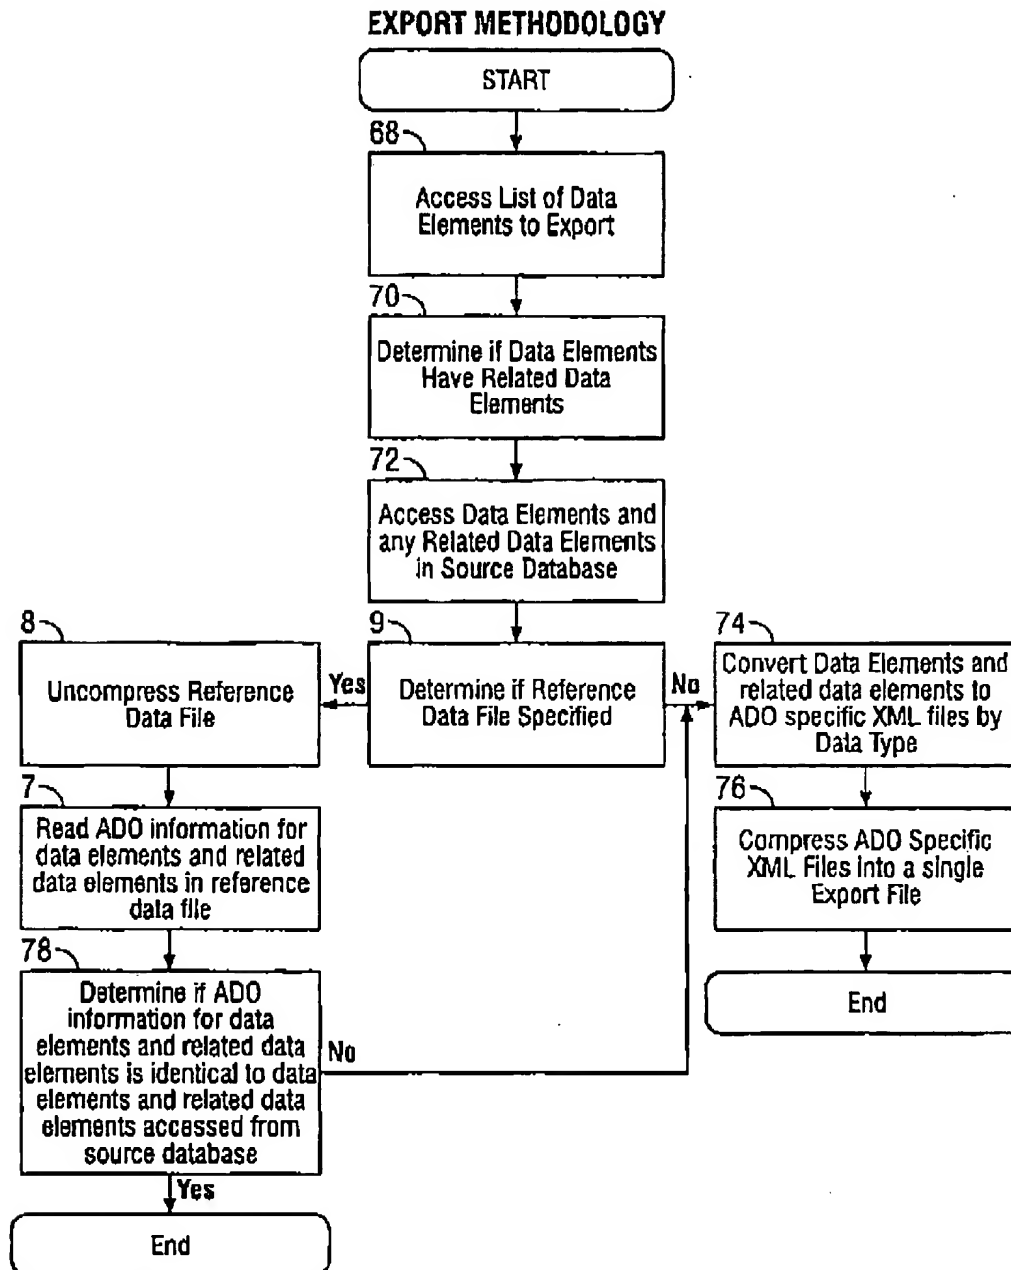 EXPORT METHODOLOGY
START
68
Access List of Data
Elements to Export
70
Determine if Data Elements
Have Related Data
Elements
72
Access Data Elements and
any Related Data Elements
in Source Database
8
Uncompress Reference
Data File
Yes
9
Determine if Reference
Data File Specified
No
74
Convert Data Elements and
related data elements to
ADO specific XML files by
Data Type
7
Read ADO information for
data elements and related
data elements in reference
data file
76
Compress ADO Specific
XML Files into a single
Export File
78
Determine if ADO
information for data
elements and related data
elements is identical to data
elements and related data
elements accessed from
source database
No
End
Yes
End